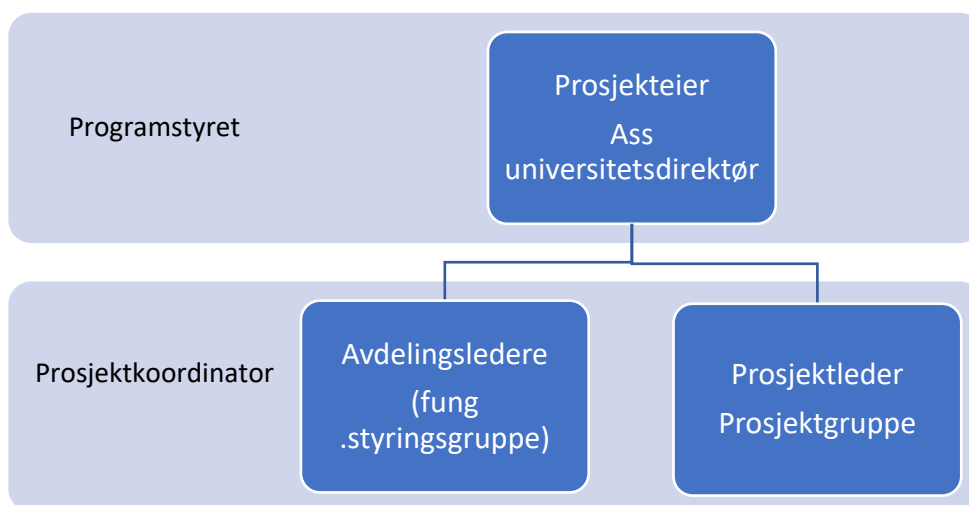 Programstyret
Prosjekteier
Ass
universitetsdirektør
Prosjektkoordinator
Avdelingsledere
(fung
.styringsgruppe)
Prosjektleder
Prosjektgruppe